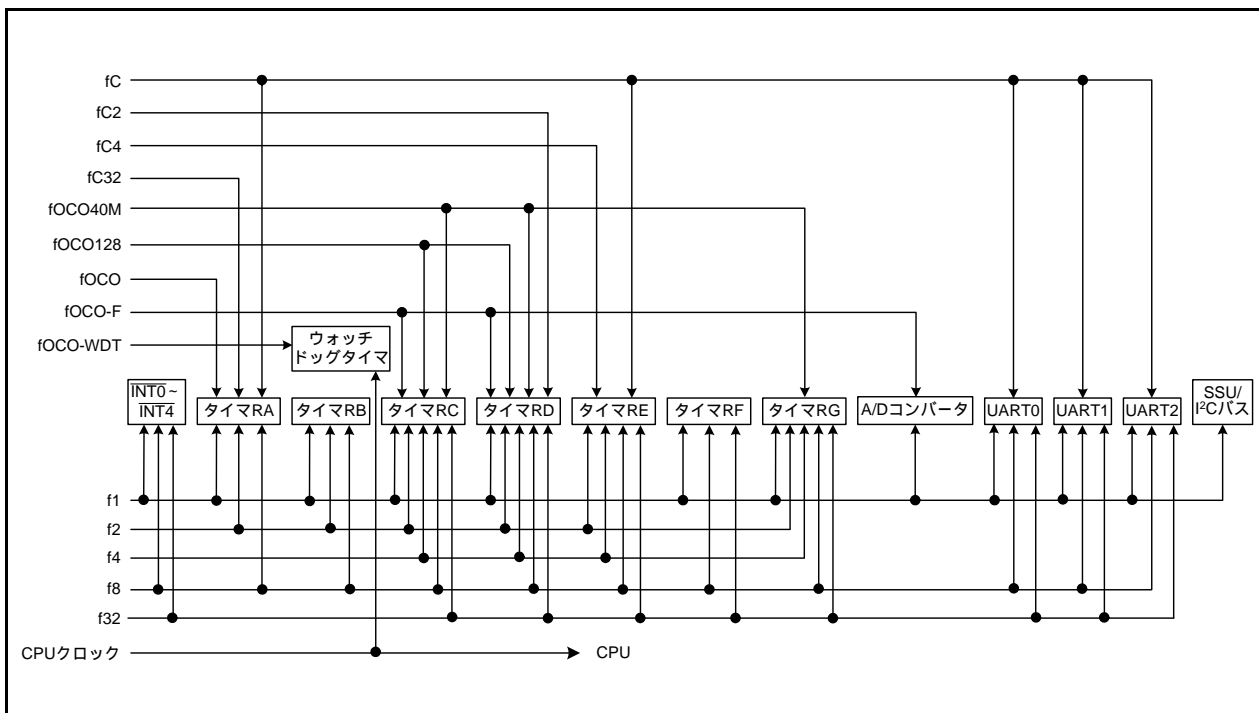 fC
fC2
fC4
fC32
fOCO40M
fOCO128
fOCO
fOCO-F
fOCO-WDT
ウォッチ
ドッグタイマ
INT0~
INT4
タイマRA
タイマRB
タイマRC
タイマRD
タイマRE
タイマRF
タイマRG
A/Dコンバータ
UART0
UART1
UART2
SSU/
I²Cバス
f1
f2
f4
f8
f32
CPUクロック
CPU